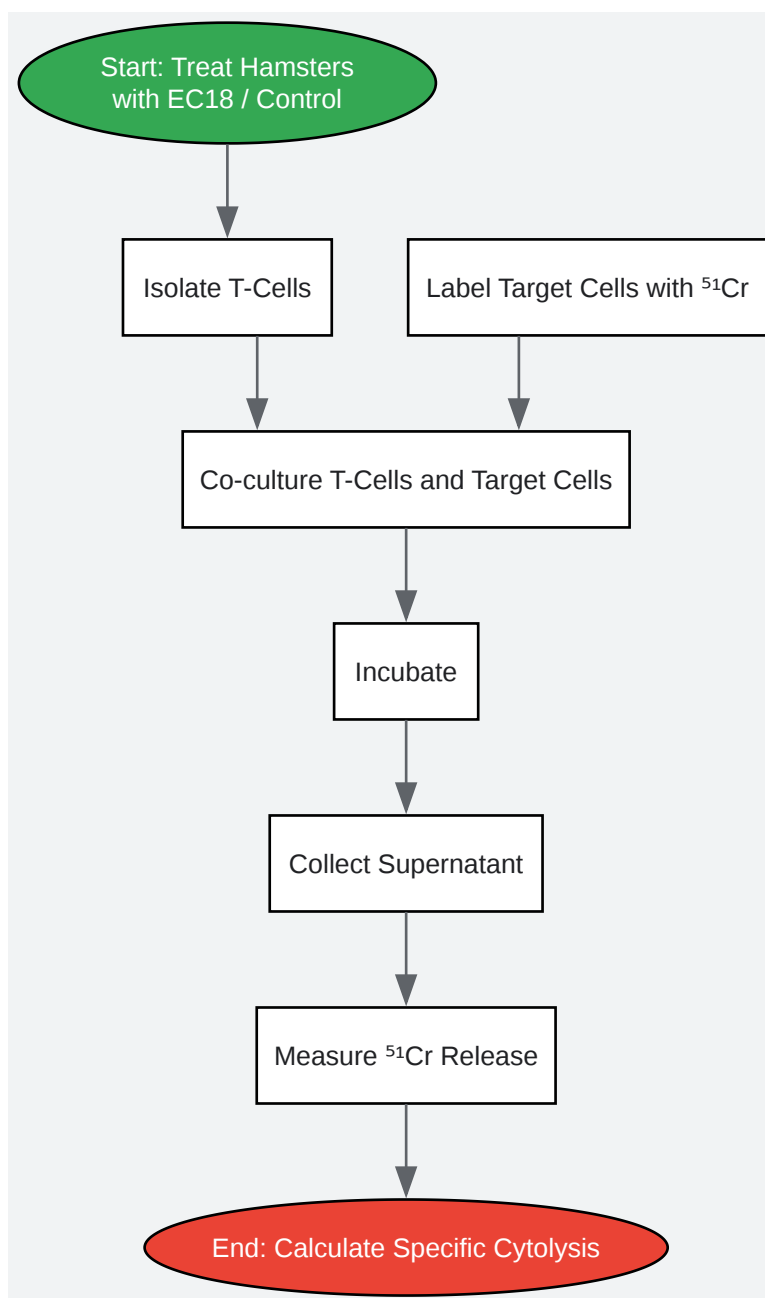 Start: Treat Hamsters
with EC18 / Control
Isolate T-Cells
Label Target Cells with ⁵¹Cr
Co-culture T-Cells and Target Cells
Incubate
Collect Supernatant
Measure ⁵¹Cr Release
End: Calculate Specific Cytolysis